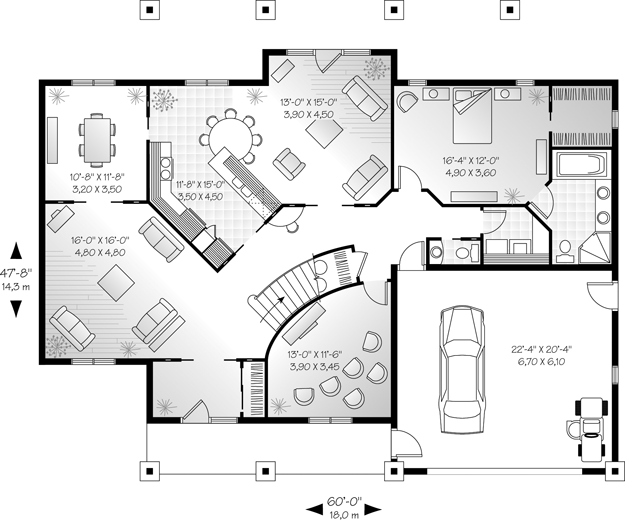 13'-0" X 15'-0"
3,90 X 4,50
16'-4" X 12'-0"
4,90 X 3,60
10'-8" X 11'-8"
3,20 X 3,50
11'-8" X 15'-0"
3,50 X 4,50
16'-0" X 16'-0"
4,80 X 4,80
47'-8"
14,3 m
13'-0" X 11'-6"
3,90 X 3,45
22'-4" X 20'-4"
6,70 X 6,10
60'-0"
18,0 m